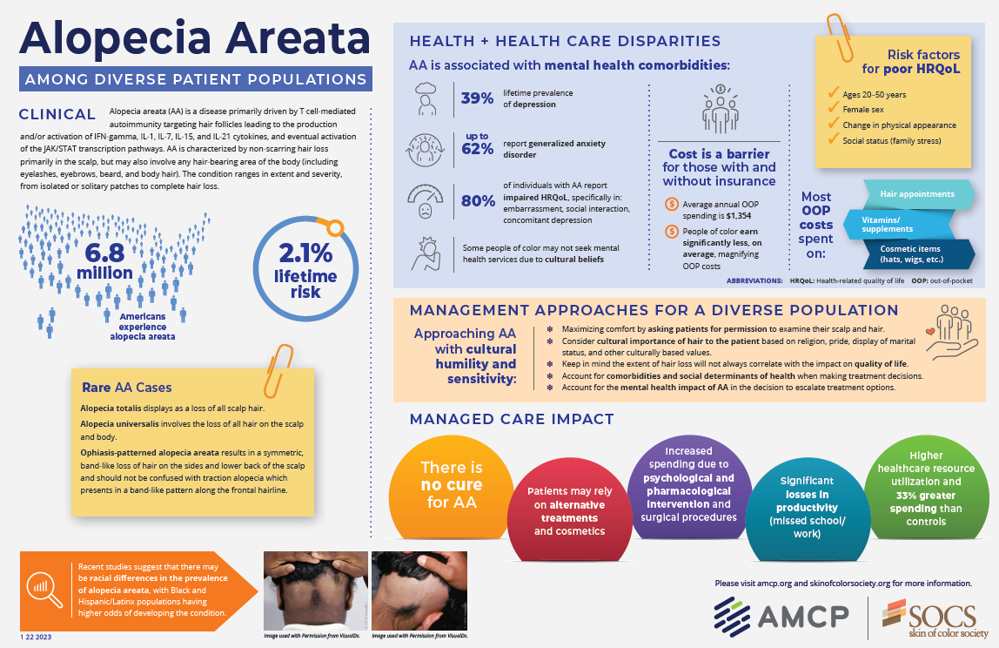 Alopecia Areata
AMONG DIVERSE PATIENT POPULATIONS
CLINICAL
Alopecia areata (AA) is a disease primarily driven by T cell-mediated
autoimmunity targeting hair follicles leading to the production
and/or activation of IFN-gamma, IL-1, IL-7, IL-15, and IL-21 cytokines, and eventual activation
of the JAK/STAT transcription pathways. AA is characterized by non-scarring hair loss
primarily in the scalp, but may also involve any hair-bearing area of the body (including
eyelashes, eyebrows, beard, and body hair). The condition ranges in extent and severity,
from isolated or solitary patches to complete hair loss.
6.8
million
Americans
experience
alopecia areata
2.1%
lifetime
risk
Rare AA Cases
Alopecia totalis displays as a loss of all scalp hair.
Alopecia universalis involves the loss of all hair on the scalp
and body.
Ophiasis-patterned alopecia areata results in a symmetric,
band-like loss of hair on the sides and lower back of the scalp
and should not be confused with traction alopecia which
presents in a band-like pattern along the frontal hairline.
Recent studies suggest that there may
be racial differences in the prevalence
of alopecia areata, with Black and
Hispanic/Latinx populations having
higher odds of developing the condition.
1 22 2023
Image used with Permission from VisualDx.
Image used with Permission from VisualDx.
HEALTH + HEALTH CARE DISPARITIES
AA is associated with mental health comorbidities:
39%
lifetime prevalence
of depression
up to
62%
report generalized anxiety
disorder
80%
of individuals with AA report
impaired HRQoL, specifically in:
embarrassment, social interaction,
concomitant depression
Some people of color may not seek mental
health services due to cultural beliefs
$
Cost is a barrier
for those with and
without insurance
$
Average annual OOP
spending is $1,354
$
People of color earn
significantly less, on
average, magnifying
OOP costs
Risk factors
for poor HRQoL
Ages 20–50 years
Female sex
Change in physical appearance
Social status (family stress)
Most
OOP
costs
spent
on:
Hair appointments
Vitamins/
supplements
Cosmetic items
(hats, wigs, etc.)
ABBREVIATIONS: HRQoL: Health-related quality of life OOP: out-of-pocket
MANAGEMENT APPROACHES FOR A DIVERSE POPULATION
Approaching AA
with cultural
humility and
sensitivity:
✻ Maximizing comfort by asking patients for permission to examine their scalp and hair.
✻ Consider cultural importance of hair to the patient based on religion, pride, display of marital
status, and other culturally based values.
✻ Keep in mind the extent of hair loss will not always correlate with the impact on quality of life.
✻ Account for comorbidities and social determinants of health when making treatment decisions.
✻ Account for the mental health impact of AA in the decision to escalate treatment options.
MANAGED CARE IMPACT
There is
no cure
for AA
Patients may rely
on alternative
treatments
and cosmetics
Increased
spending due to
psychological and
pharmacological
intervention and
surgical procedures
Significant
losses in
productivity
(missed school/
work)
Higher
healthcare resource
utilization and
33% greater
spending than
controls
Please visit amcp.org and skinofcolorsociety.org for more information.
AMCP
SOCS
skin of color society